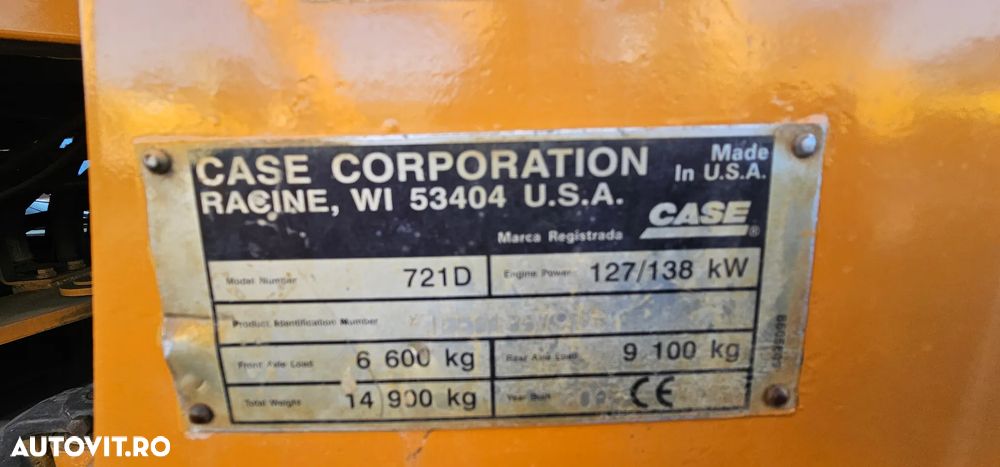 CASE CORPORATION
RACINE, WI 53404 U.S.A.
Made
In U.S.A.
CASE ®
Marca Registrada
Model Number 721D Engine Power 127/138 kW
Product Identification Number
Front Axle Load 6 600 kg Rear Axle Load 9 100 kg
Total Weight 14 900 kg Year Built CE
AUTOVIT.RO